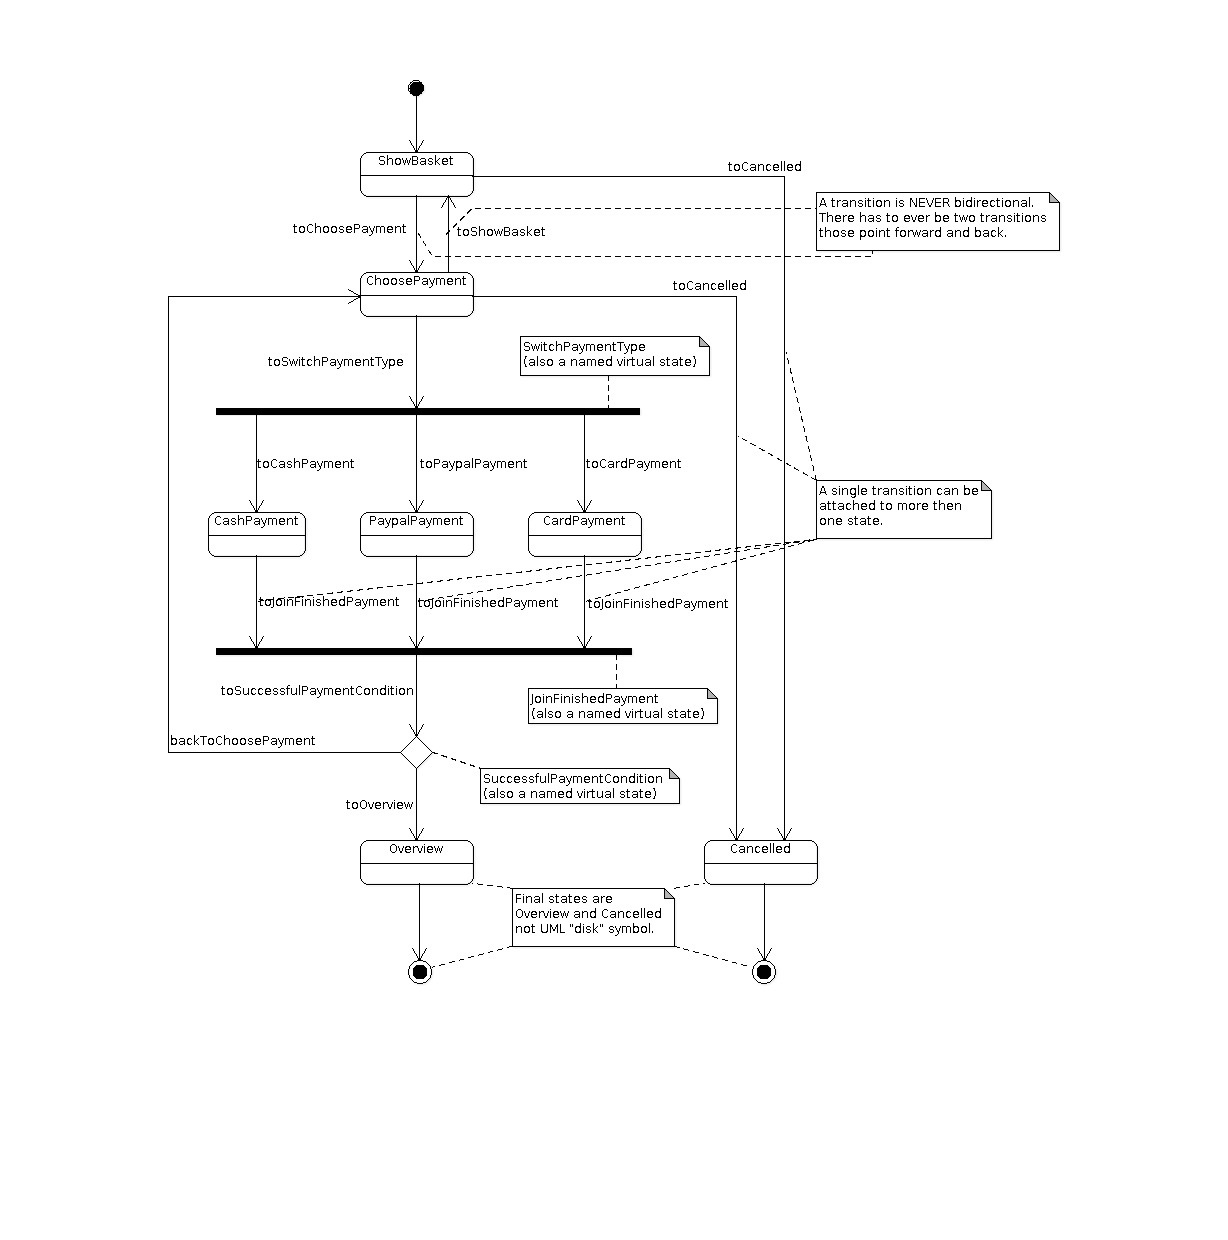 ShowBasket
toCancelled
A transition is NEVER bidirectional.
There has to ever be two transitions
those point forward and back.
toChoosePayment
toShowBasket
ChoosePayment
toCancelled
toSwitchPaymentType
SwitchPaymentType
(also a named virtual state)
toCashPayment
toPaypalPayment
toCardPayment
A single transition can be
attached to more then
one state.
CashPayment
PaypalPayment
CardPayment
toJoinFinishedPayment
toJoinFinishedPayment
toJoinFinishedPayment
toSuccessfulPaymentCondition
JoinFinishedPayment
(also a named virtual state)
backToChoosePayment
SuccessfulPaymentCondition
(also a named virtual state)
toOverview
Overview
Cancelled
Final states are
Overview and Cancelled
not UML "disk" symbol.